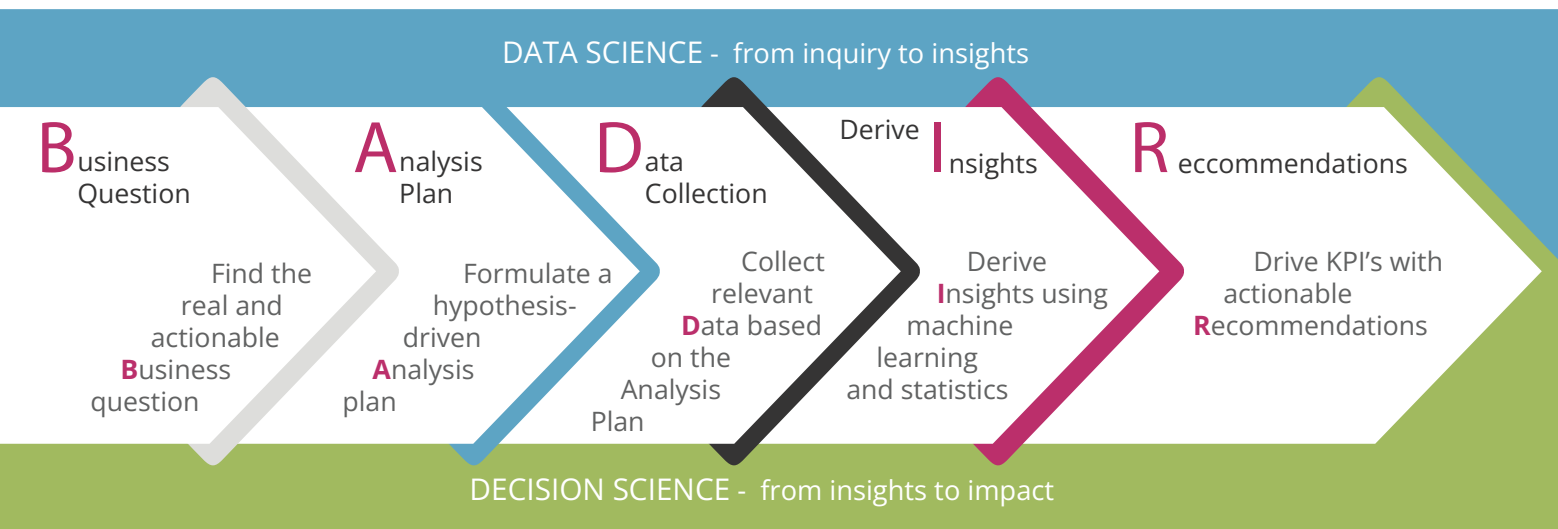 DATA SCIENCE - from inquiry to insights
Business
Question
Find the
real and
actionable
Business
question
Analysis
Plan
Formulate a
hypothesis-
driven
Analysis
plan
Data
Collection
Collect
relevant
Data based
on the
Analysis
Plan
Derive Insights
Derive
Insights using
machine
learning
and statistics
Reccommendations
Drive KPI's with
actionable
Recommendations
DECISION SCIENCE - from insights to impact